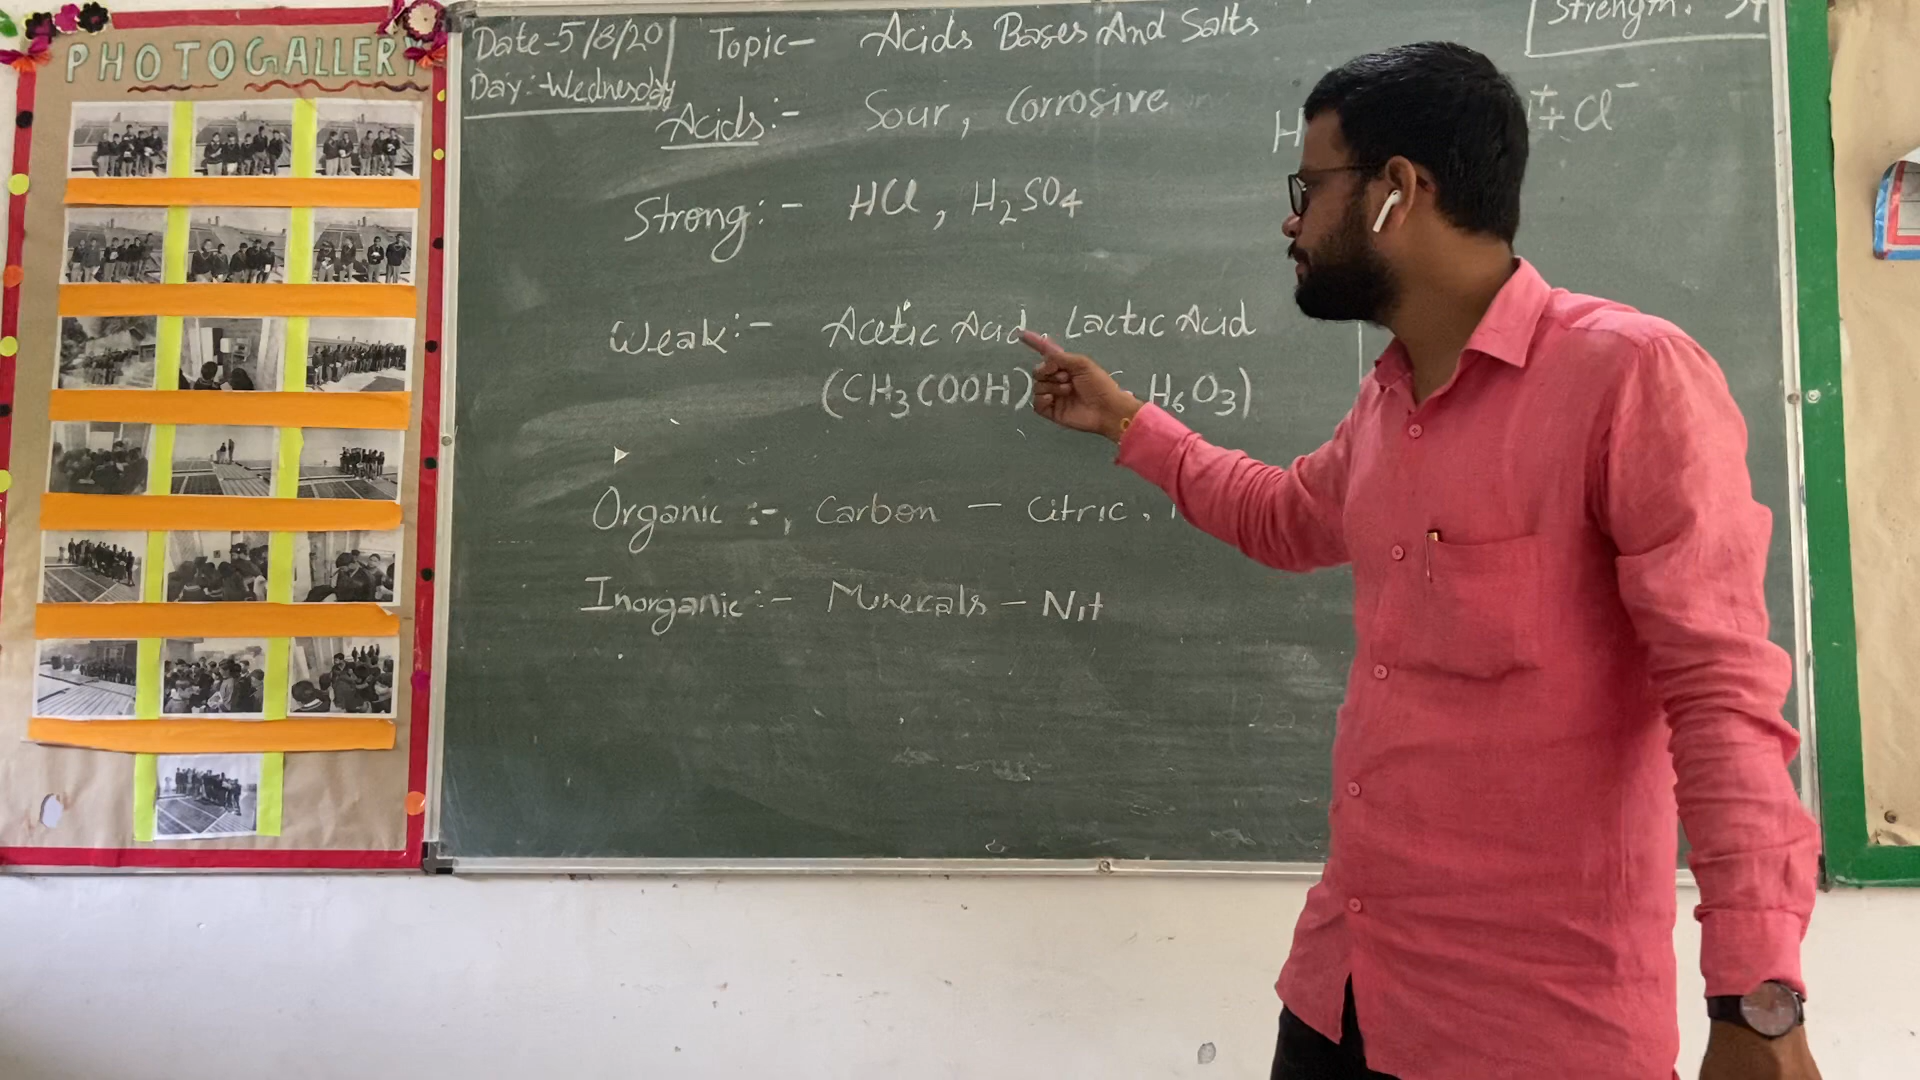 PHOTOGALLERY
Date-5/8/20
Day:-Wednesday
Topic- Acids Bases And Salts
Strength.
Acids:- Sour, Corrosive
H + Cl⁻
Strong:- HCl, H₂SO₄
Weak:- Acetic Acid, Lactic Acid
(CH₃COOH) H₆O₃)
Organic :-, Carbon - Citric,
Inorganic:- Minerals - Nit